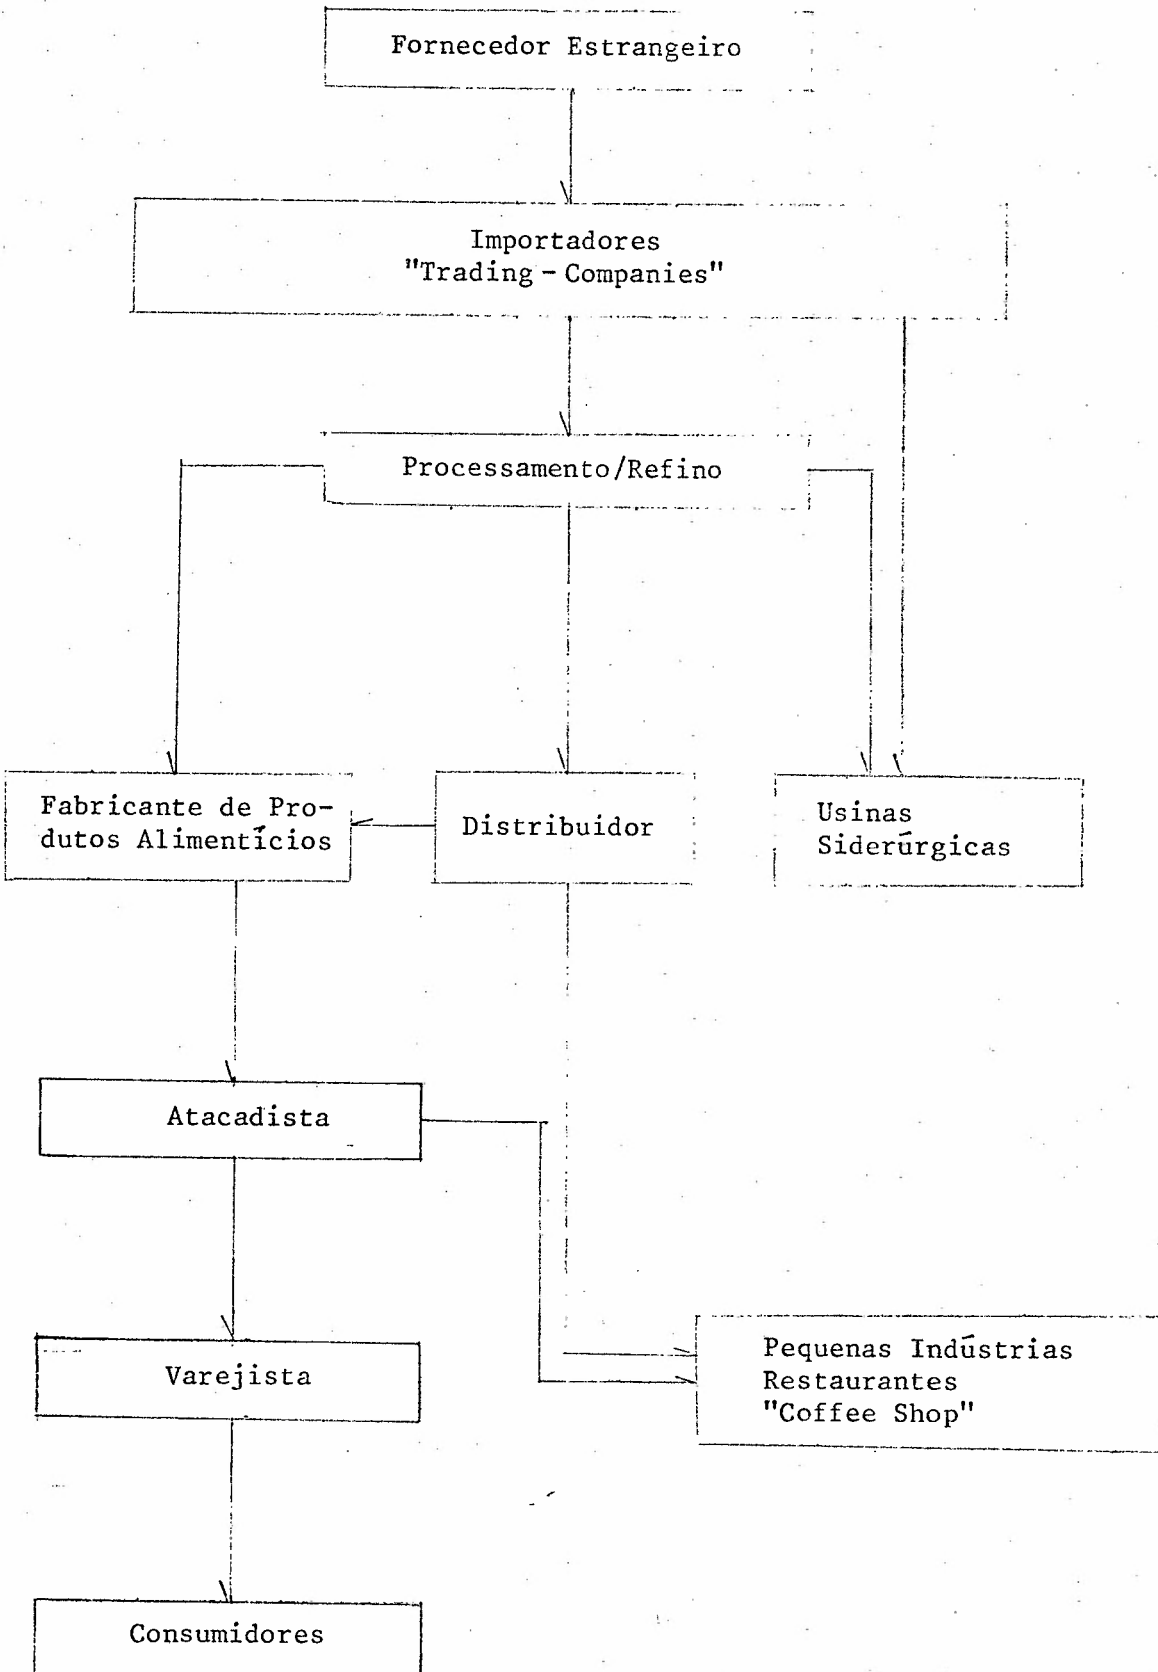 Fornecedor Estrangeiro
Importadores
"Trading - Companies"
Processamento/Refino
Fabricante de Pro-
dutos Alimentícios
Distribuidor
Usinas
Siderúrgicas
Atacadista
Varejista
Pequenas Indústrias
Restaurantes
"Coffee Shop"
Consumidores